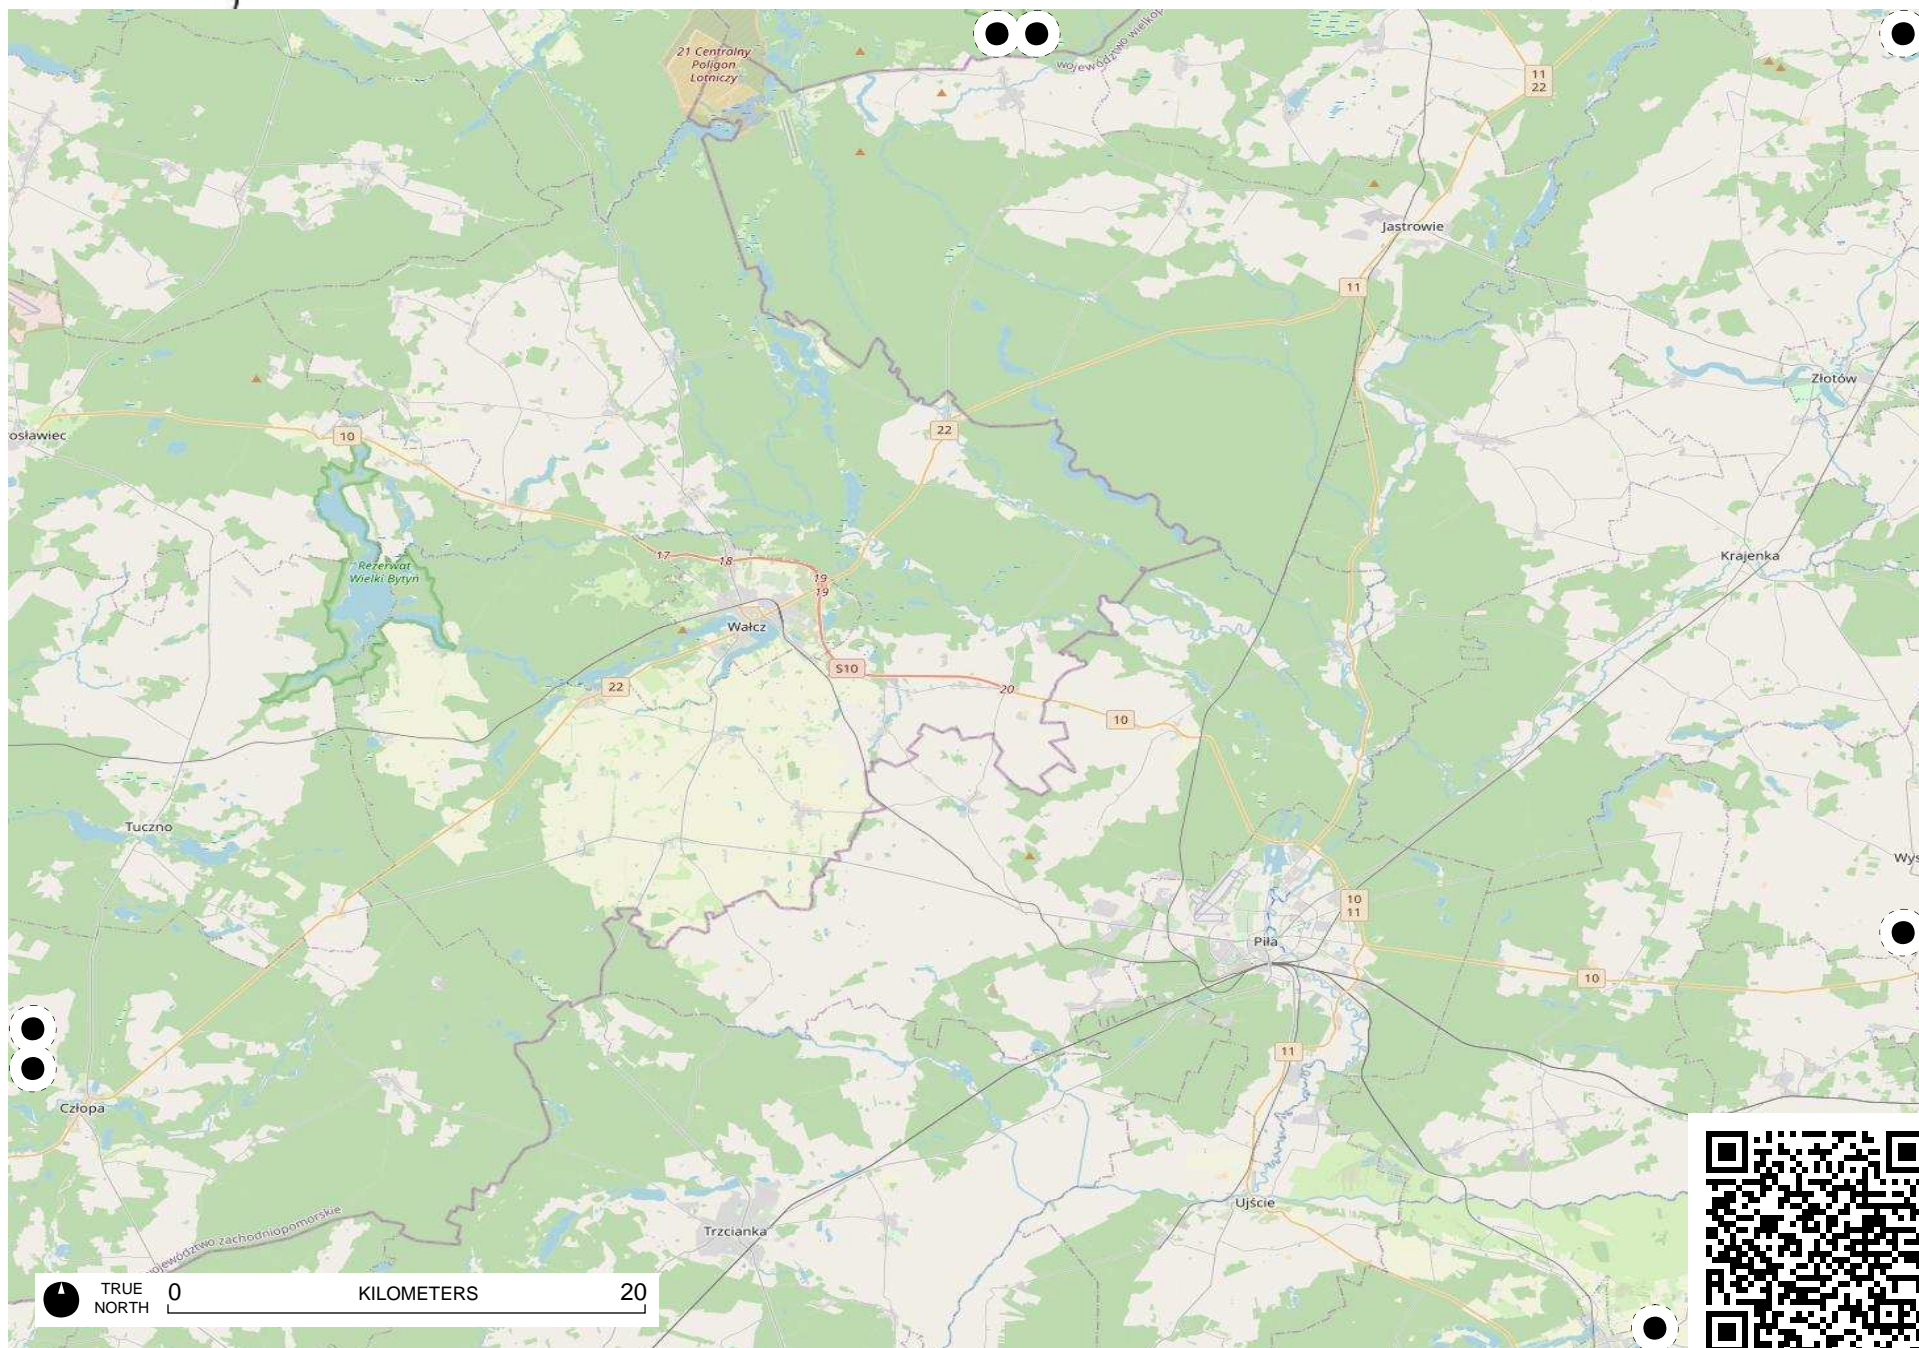 21 Centralny
Poligon
Lotniczy
województwo wielkop
11
22
Jastrowie
11
Złotów
osławiec
10
22
Krajenka
Rezerwat
Wielki Bytyń
17
18
19
19
Wałcz
S10
22
20
10
Tuczno
Wys
10
11
Piła
10
11
Człopa
Ujście
Trzcianka
województwo zachodniopomorskie
TRUE
NORTH
0
KILOMETERS
20